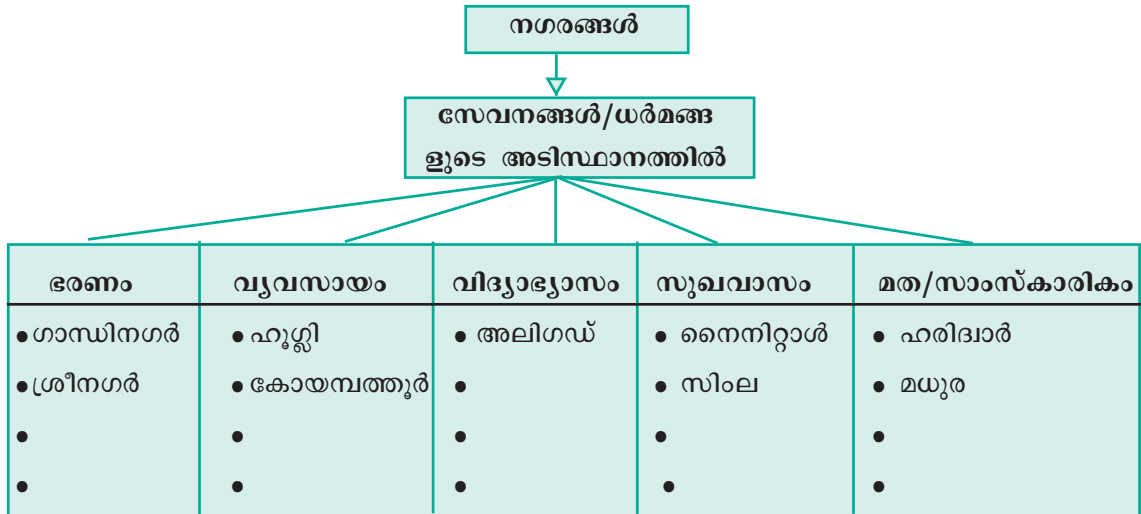 നഗരങ്ങൾ
സേവനങ്ങൾ/ധർമങ്ങ
ളുടെ അടിസ്ഥാനത്തിൽ
ഭരണം വ്യവസായം വിദ്യാഭ്യാസം സുഖവാസം മത/സാംസ്കാരികം
• ഗാന്ധിനഗർ • ഹൂഗ്ലി • അലിഗഡ് • നൈനിറ്റാൾ • ഹരിദ്വാർ
• ശ്രീനഗർ • കോയമ്പത്തൂർ • • സിംല • മധുര
• • • • •
• • • • •